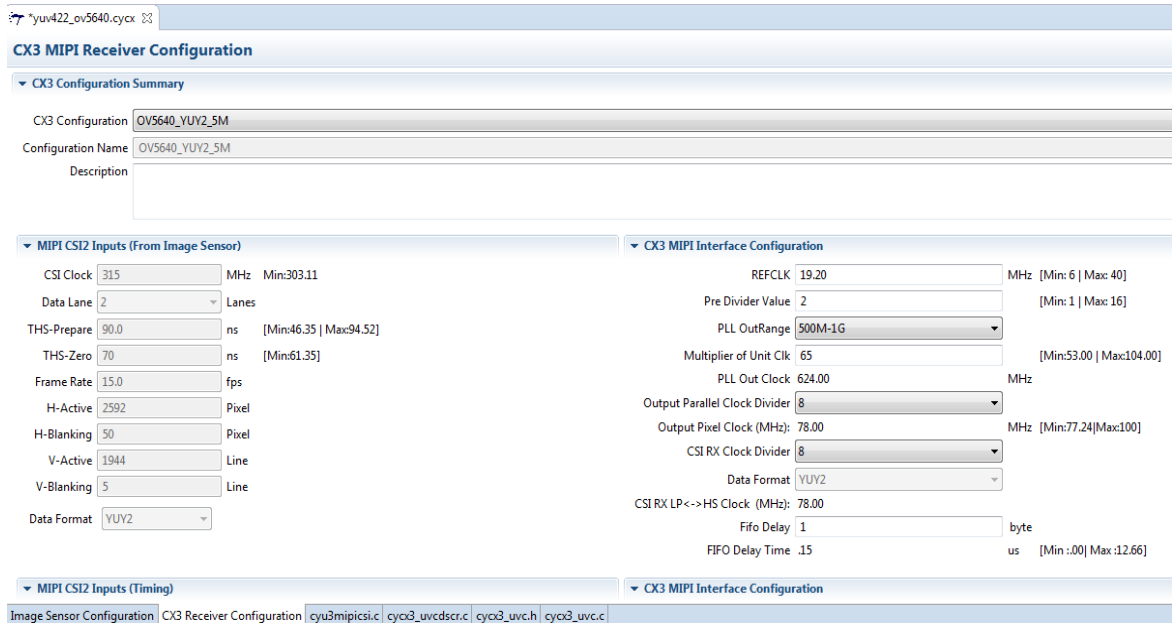 *yuv422_ov5640.cycx
CX3 MIPI Receiver Configuration
CX3 Configuration Summary
CX3 Configuration OV5640_YUY2_5M
Configuration Name OV5640_YUY2_5M
Description
MIPI CSI2 Inputs (From Image Sensor)
CSI Clock 315 MHz Min:303.11
Data Lane 2 Lanes
THS-Prepare 90.0 ns [Min:46.35 | Max:94.52]
THS-Zero 70 ns [Min:61.35]
Frame Rate 15.0 fps
H-Active 2592 Pixel
H-Blanking 50 Pixel
V-Active 1944 Line
V-Blanking 5 Line
Data Format YUY2
CX3 MIPI Interface Configuration
REFCLK 19.20 MHz [Min: 6 | Max: 40]
Pre Divider Value 2 [Min: 1 | Max: 16]
PLL OutRange 500M-1G
Multiplier of Unit Clk 65 [Min:53.00 | Max:104.00]
PLL Out Clock 624.00 MHz
Output Parallel Clock Divider 8
Output Pixel Clock (MHz): 78.00 MHz [Min:77.24|Max:100]
CSI RX Clock Divider 8
Data Format YUY2
CSI RX LP<->HS Clock (MHz): 78.00
Fifo Delay 1 byte
FIFO Delay Time .15 us [Min :.00| Max :12.66]
MIPI CSI2 Inputs (Timing)
CX3 MIPI Interface Configuration
Image Sensor Configuration CX3 Receiver Configuration cyu3mipicsi.c cycx3_uvcdscr.c cycx3_uvc.h cycx3_uvc.c